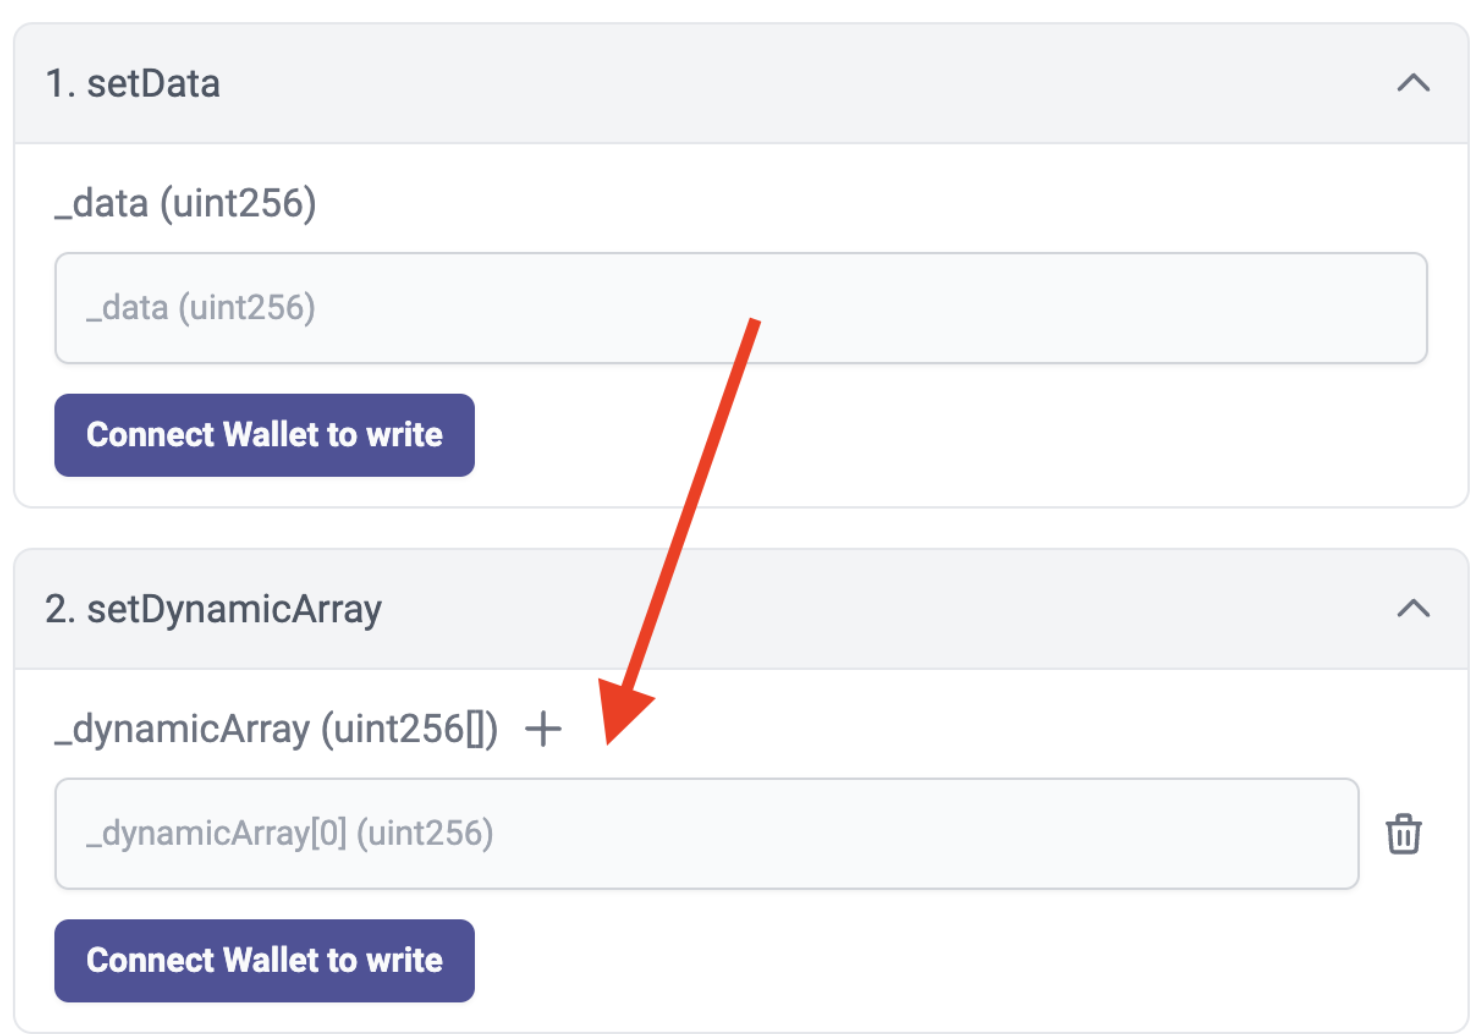 1. setData
_data (uint256)
_data (uint256)
Connect Wallet to write
2. setDynamicArray
_dynamicArray (uint256[]) +
_dynamicArray[0] (uint256)
Connect Wallet to write